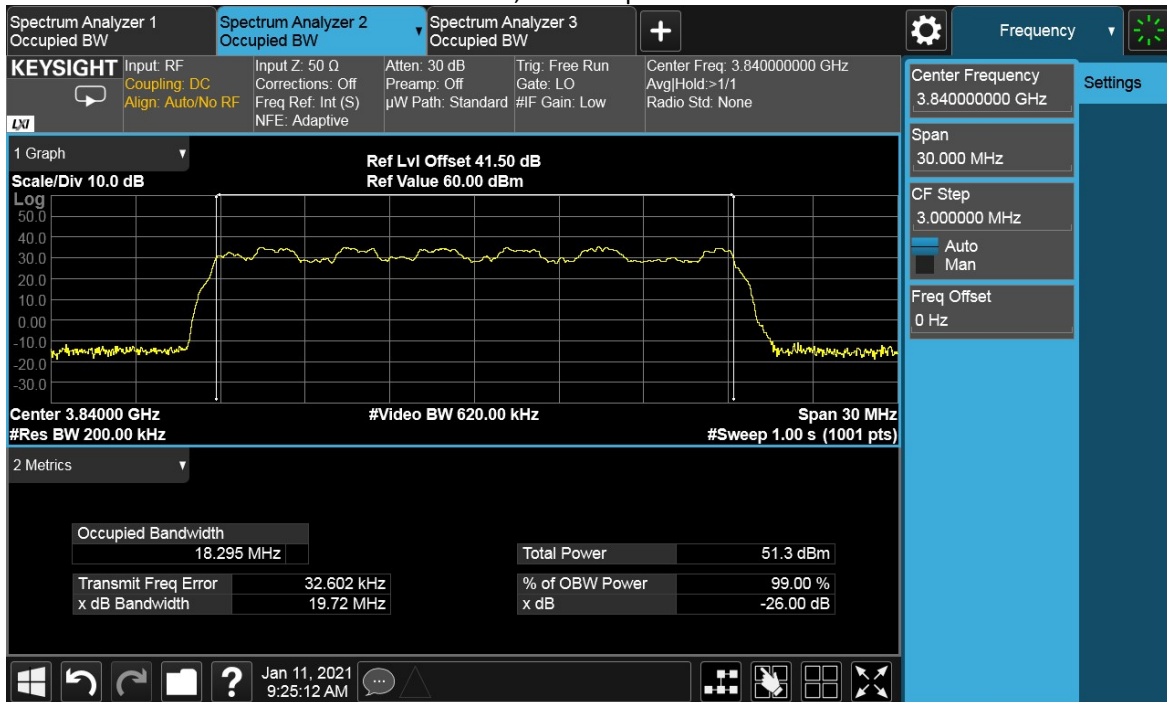 Spectrum Analyzer 1
Occupied BW
Spectrum Analyzer 2
Occupied BW
Spectrum Analyzer 3
Occupied BW
+
Frequency
KEYSIGHT
LXI
Input: RF
Coupling: DC
Align: Auto/No RF
Input Z: 50 Ω
Corrections: Off
Freq Ref: Int (S)
NFE: Adaptive
Atten: 30 dB
Preamp: Off
µW Path: Standard
Trig: Free Run
Gate: LO
#IF Gain: Low
Center Freq: 3.840000000 GHz
Avg|Hold:>1/1
Radio Std: None
Center Frequency
3.840000000 GHz
Settings
Span
30.000 MHz
CF Step
3.000000 MHz
Auto
Man
Freq Offset
0 Hz
1 Graph
Scale/Div 10.0 dB
Ref Lvl Offset 41.50 dB
Ref Value 60.00 dBm
Log
50.0
40.0
30.0
20.0
10.0
0.00
-10.0
-20.0
-30.0
Center 3.84000 GHz
#Video BW 620.00 kHz
Span 30 MHz
#Res BW 200.00 kHz
#Sweep 1.00 s (1001 pts)
2 Metrics
Occupied Bandwidth
18.295 MHz
Total Power 51.3 dBm
Transmit Freq Error 32.602 kHz
% of OBW Power 99.00 %
x dB Bandwidth 19.72 MHz
x dB -26.00 dB
?
Jan 11, 2021
9:25:12 AM